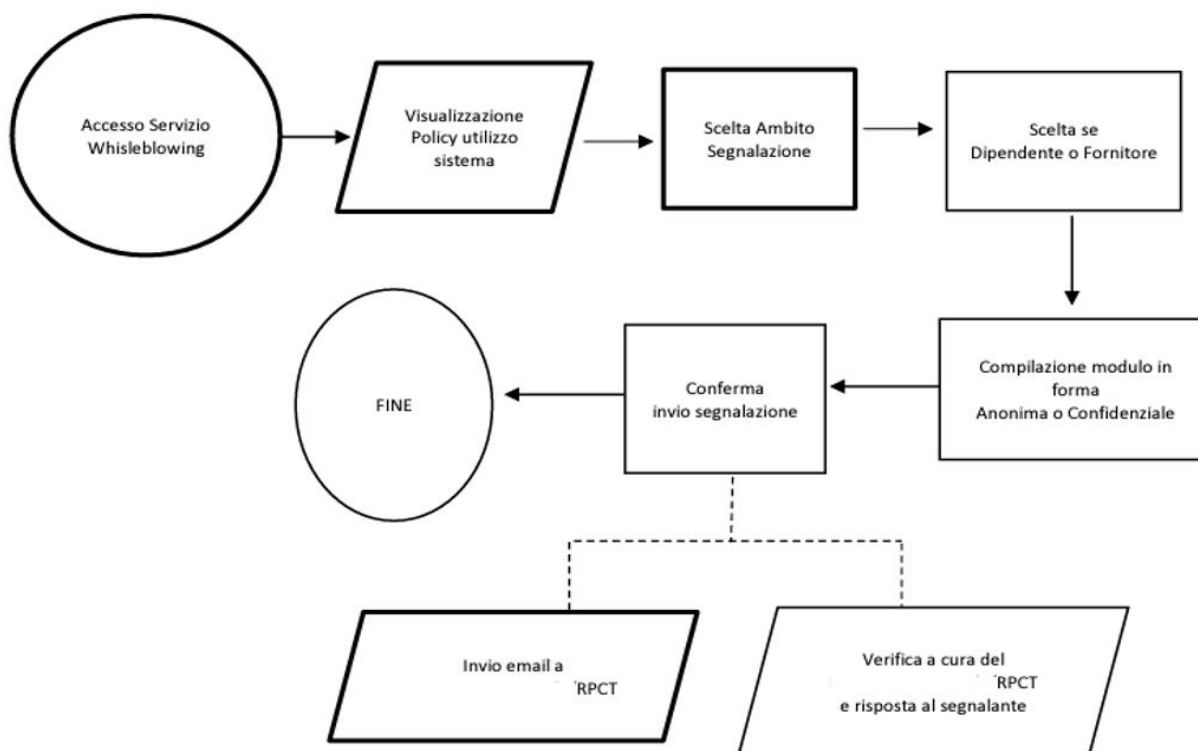 Accesso Servizio
Whisleblowing
Visualizzazione
Policy utilizzo
sistema
Scelta Ambito
Segnalazione
Scelta se
Dipendente o Fornitore
Compilazione modulo in
forma
Anonima o Confidenziale
Conferma
invio segnalazione
FINE
Invio email a
RPCT
Verifica a cura del
RPCT
e risposta al segnalante